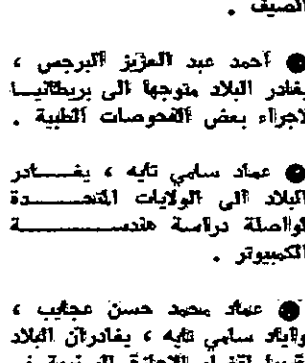 الصيف .
● أحمد عبد العزيز البرجس ،
يغادر البلاد متوجها الى بريطانيا
لاجراء بعض الفحوصات الطبية .
● عماد سامي تايه ، يغادر
البلاد الى الولايات المتحدة
لمواصلة دراسة هندسة
الكمبيوتر .
● عماد محمد حسن عجايب ،
واياد سامي تايه ، يغادران البلاد